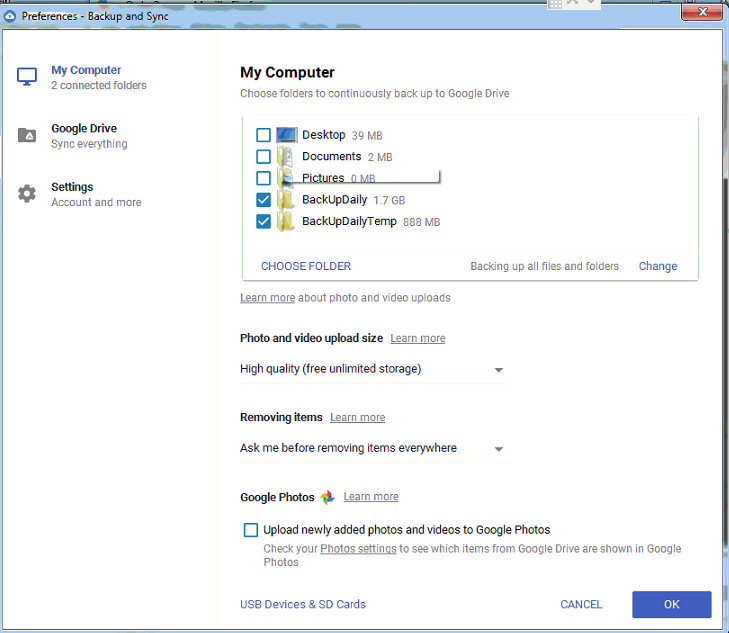 Preferences - Backup and Sync
My Computer
2 connected folders
Google Drive
Sync everything
Settings
Account and more
My Computer
Choose folders to continuously back up to Google Drive
Desktop 39 MB
Documents 2 MB
Pictures 0 MB
BackUpDaily 1.7 GB
BackUpDailyTemp 888 MB
CHOOSE FOLDER Backing up all files and folders Change
Learn more about photo and video uploads
Photo and video upload size Learn more
High quality (free unlimited storage)
Removing items Learn more
Ask me before removing items everywhere
Google Photos Learn more
Upload newly added photos and videos to Google Photos
Check your Photos settings to see which items from Google Drive are shown in Google
Photos
USB Devices & SD Cards CANCEL OK